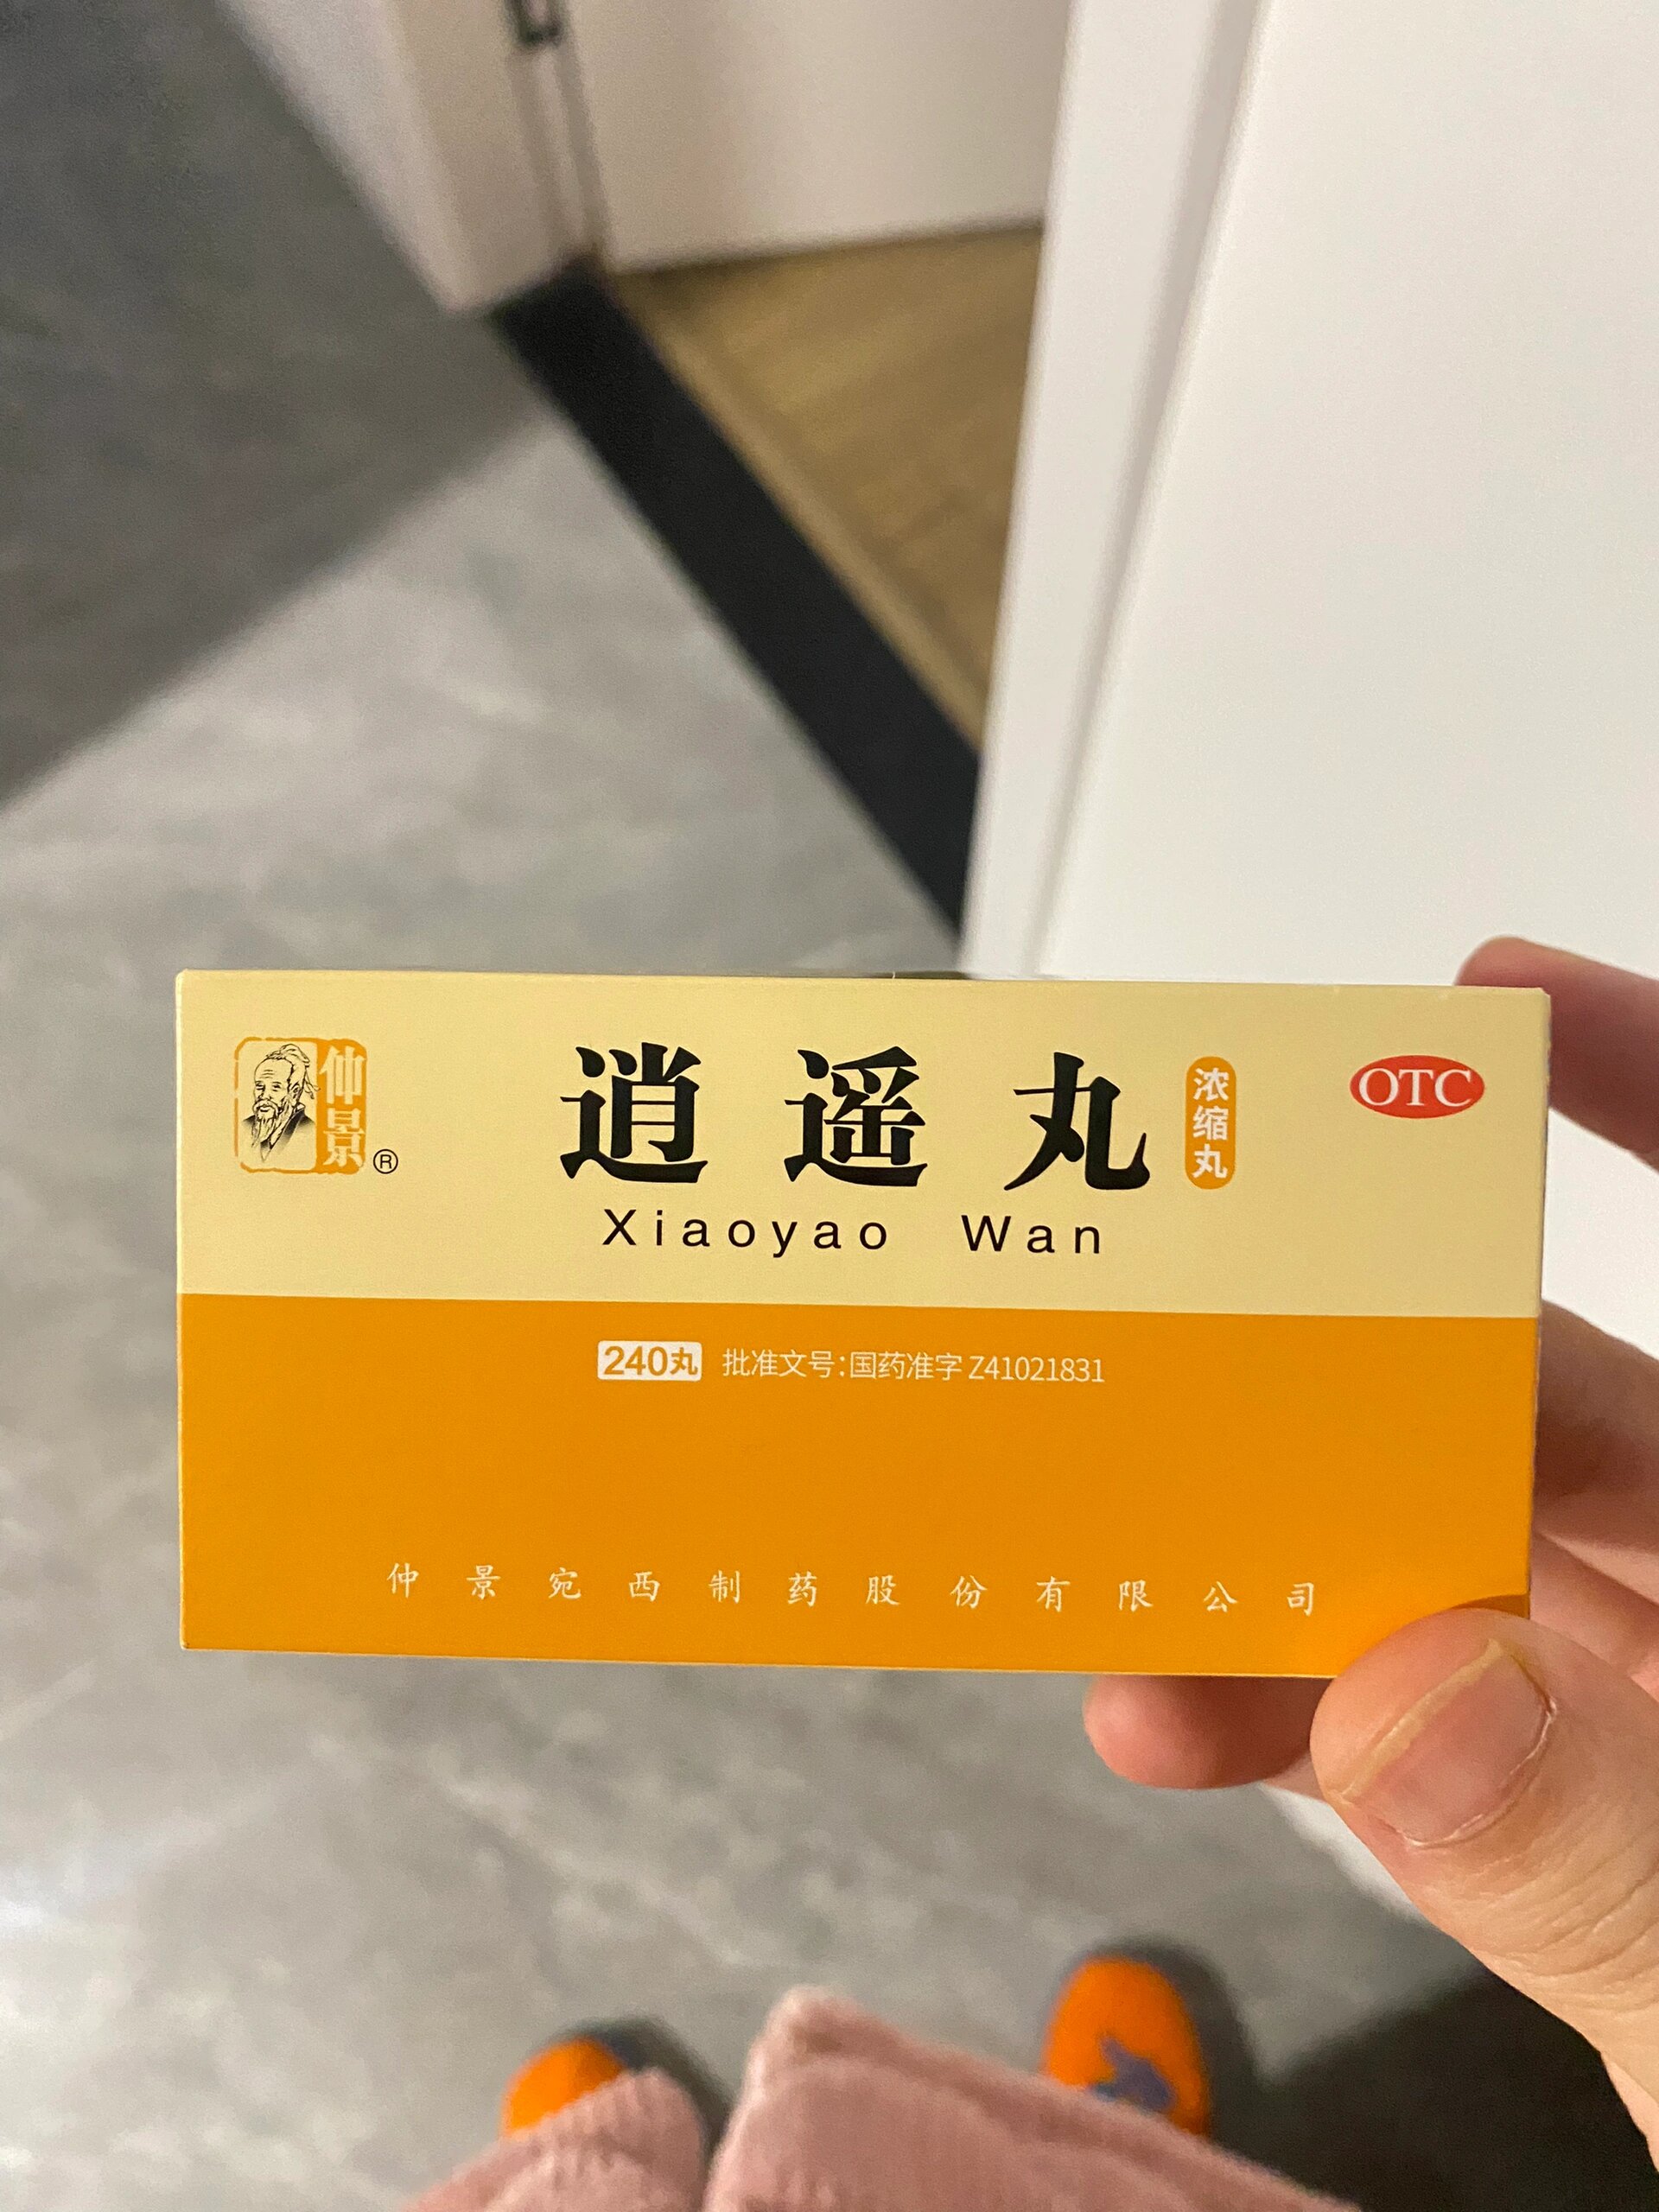 仲景®
逍遥丸 浓缩丸
OTC
Xiaoyao Wan
240丸 批准文号:国药准字Z41021831
仲景宛西制药股份有限公司